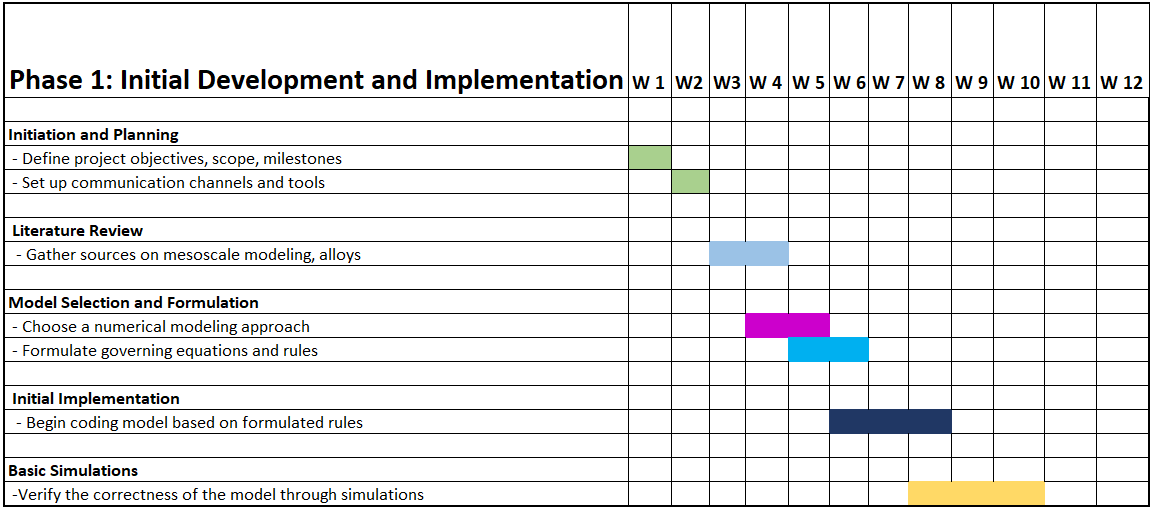 Phase 1: Initial Development and Implementation W 1 W2 W3 W 4 W 5 W 6 W 7 W 8 W 9 W 10 W 11 W 12
Initiation and Planning
- Define project objectives, scope, milestones
- Set up communication channels and tools
Literature Review
- Gather sources on mesoscale modeling, alloys
Model Selection and Formulation
- Choose a numerical modeling approach
- Formulate governing equations and rules
Initial Implementation
- Begin coding model based on formulated rules
Basic Simulations
-Verify the correctness of the model through simulations